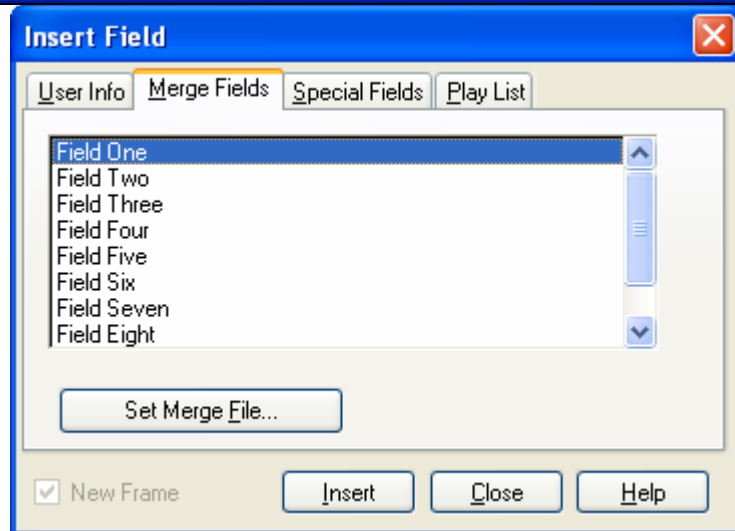 Insert Field
User Info Merge Fields Special Fields Play List
Field One
Field Two
Field Three
Field Four
Field Five
Field Six
Field Seven
Field Eight
Set Merge File...
New Frame Insert Close Help